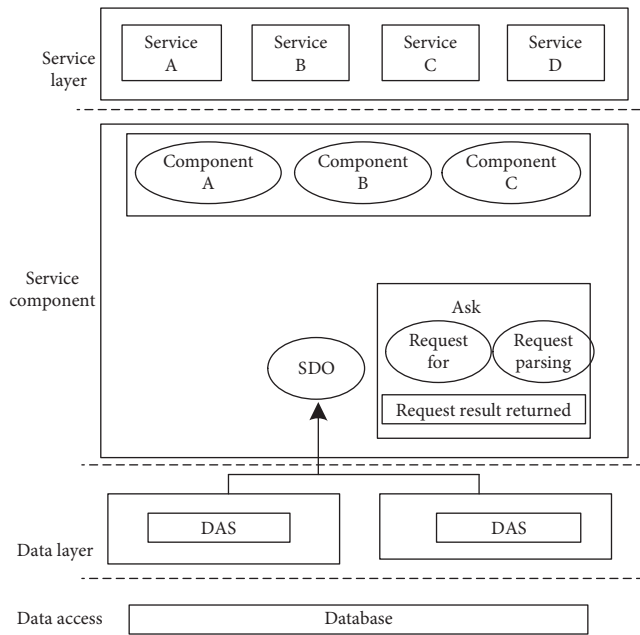 Service
A
Service
B
Service
C
Service
D
Service
layer
Component
A
Component
B
Component
C
Service
component
Ask
Request
for
Request
parsing
SDO
Request result returned
DAS
DAS
Data layer
Data access
Database